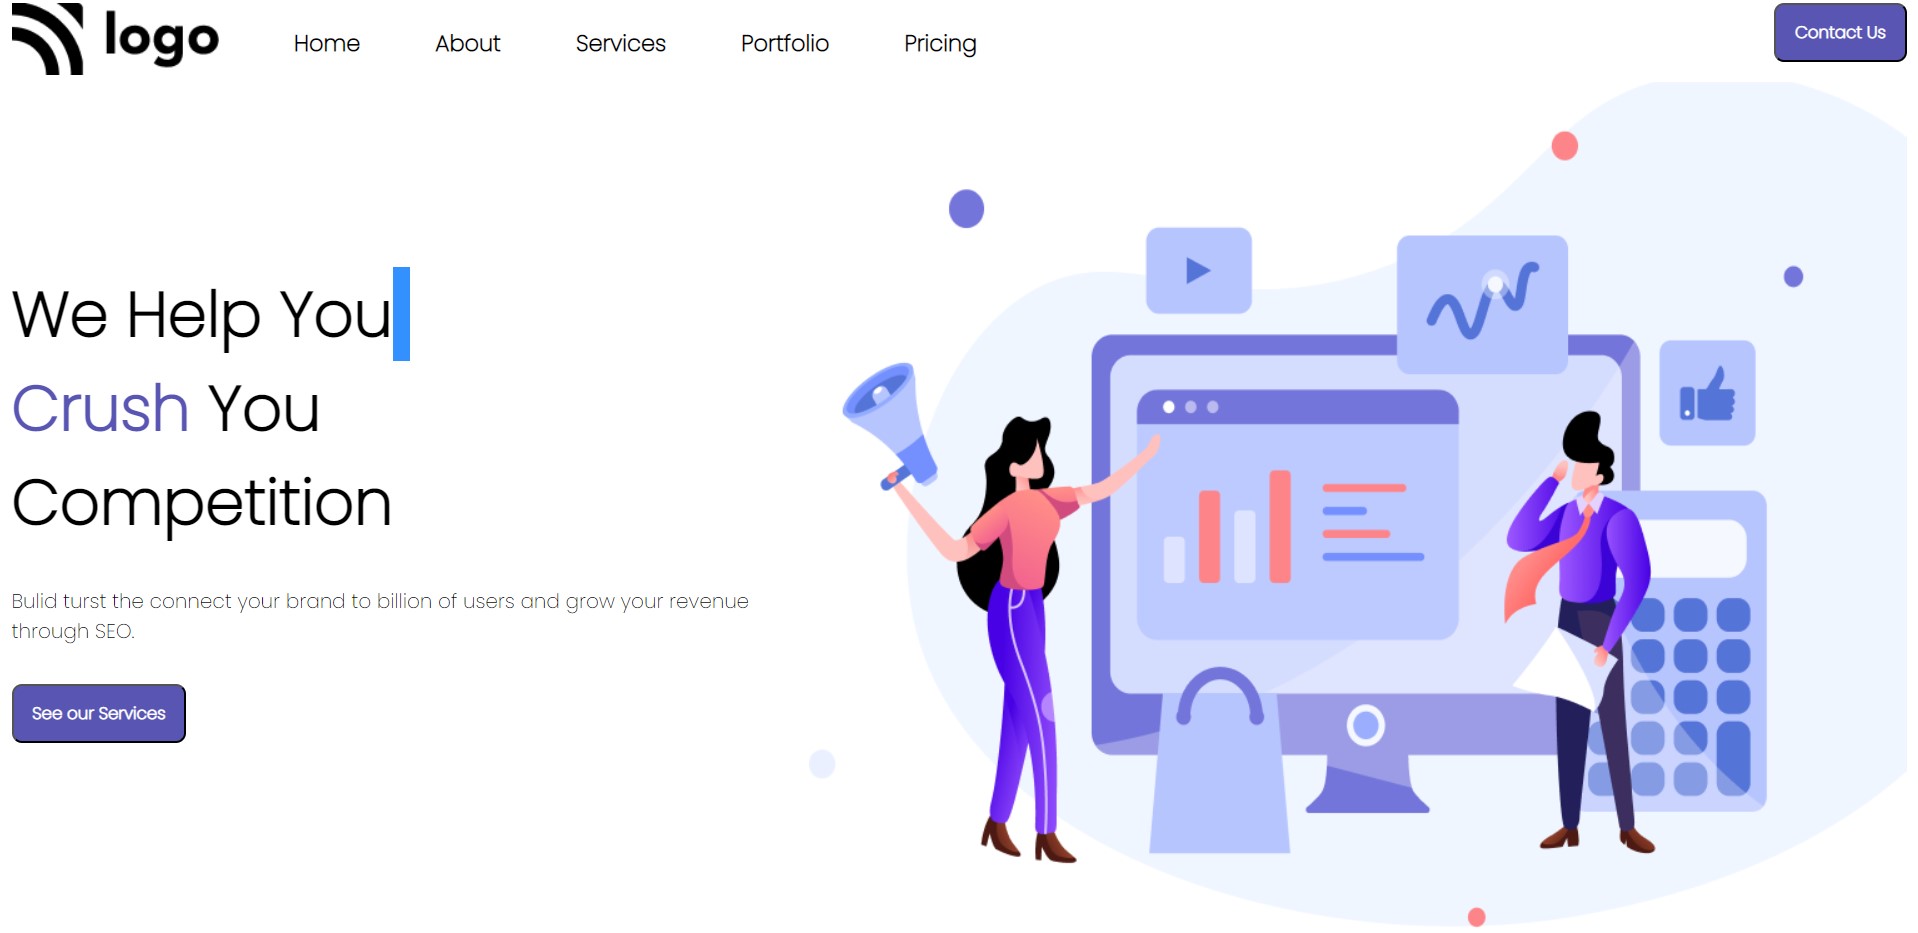 logo
Home
About
Services
Portfolio
Pricing
Contact Us
We Help You
Crush You
Competition
Bulid turst the connect your brand to billion of users and grow your revenue
through SEO.
See our Services